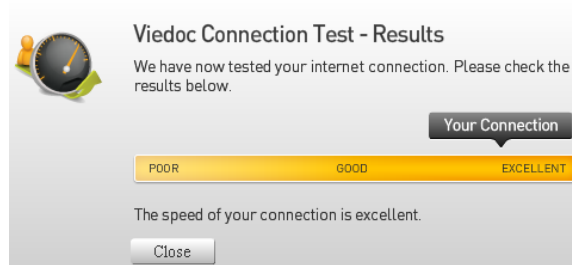 Viedoc Connection Test - Results
We have now tested your internet connection. Please check the
results below.
Your Connection
POOR GOOD EXCELLENT
The speed of your connection is excellent.
Close